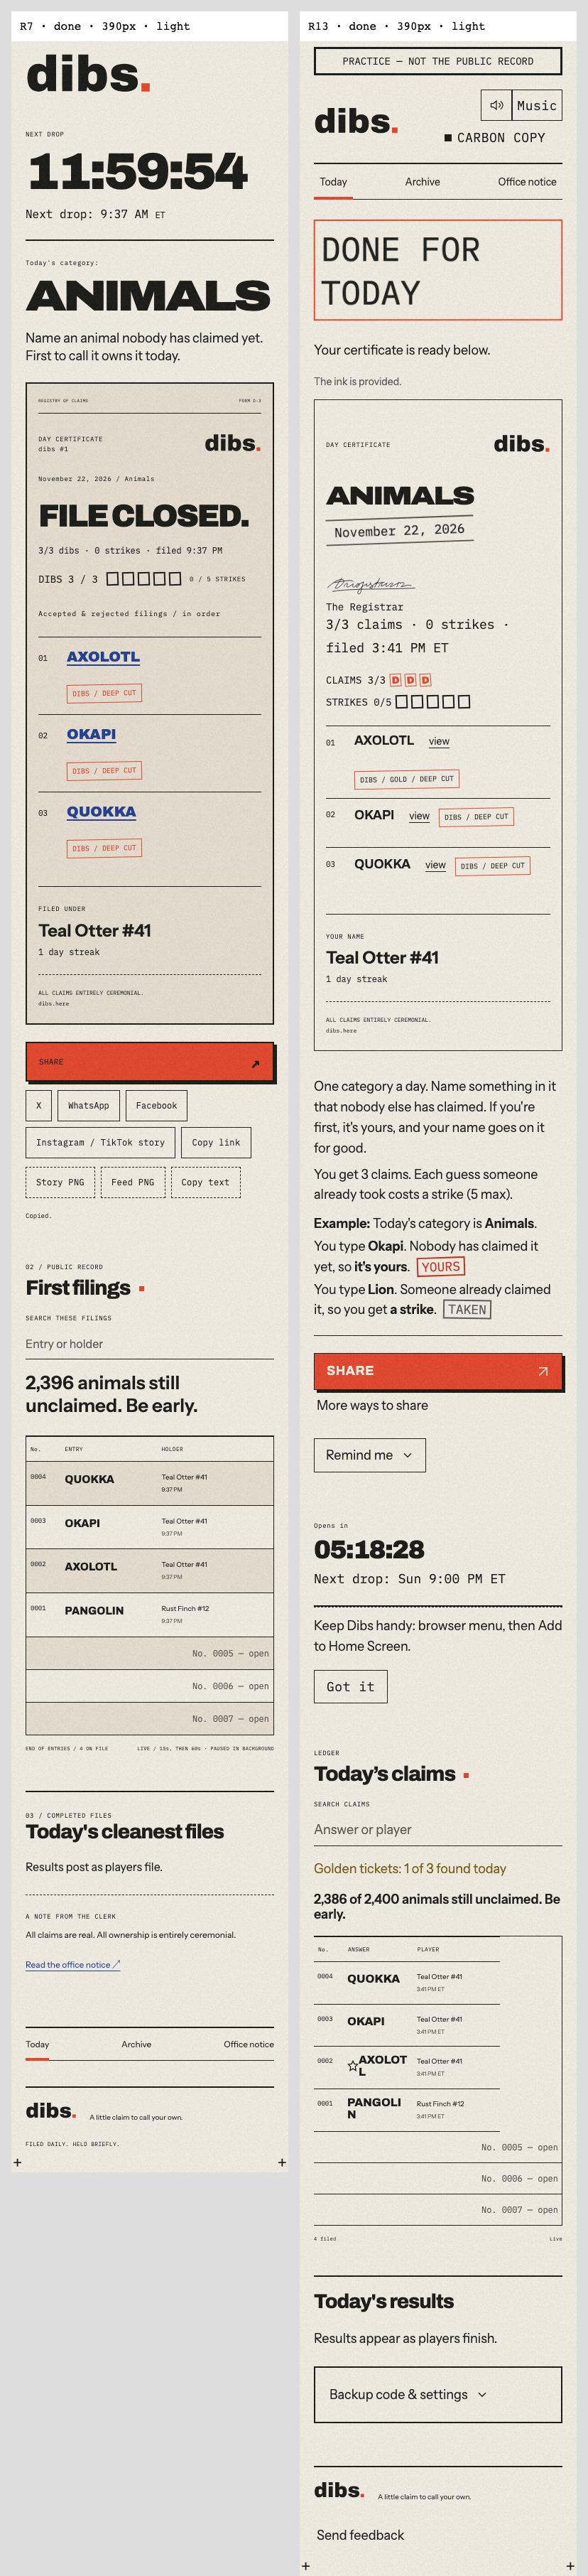 R7 • done • 390px • light
dibs.
NEXT DROP
11:59:54
Next drop: 9:37 AM ET
Today's category:
ANIMALS
Name an animal nobody has claimed yet.
First to call it owns it today.
REGISTRY OF CLAIMS
FORM D-3
DAY CERTIFICATE
dibs #1
dibs.
November 22, 2026 / Animals
FILE CLOSED.
3/3 dibs · 0 strikes · filed 9:37 PM
DIBS 3 / 3
0 / 5 STRIKES
Accepted & rejected filings / in order
01 AXOLOTL
DIBS / DEEP CUT
02 OKAPI
DIBS / DEEP CUT
03 QUOKKA
DIBS / DEEP CUT
FILED UNDER
Teal Otter #41
1 day streak
ALL CLAIMS ENTIRELY CEREMONIAL.
dibs.here
SHARE ↗
X
WhatsApp
Facebook
Instagram / TikTok story
Copy link
Story PNG
Feed PNG
Copy text
Copied.
02 / PUBLIC RECORD
First filings
SEARCH THESE FILINGS
Entry or holder
2,396 animals still
unclaimed. Be early.
No. ENTRY HOLDER
0004 QUOKKA Teal Otter #41
9:37 PM
0003 OKAPI Teal Otter #41
9:37 PM
0002 AXOLOTL Teal Otter #41
9:37 PM
0001 PANGOLIN Rust Finch #12
9:37 PM
No. 0005 — open
No. 0006 — open
No. 0007 — open
END OF ENTRIES / 4 ON FILE
LIVE / 15s, THEN 60s · PAUSED IN BACKGROUND
03 / COMPLETED FILES
Today's cleanest files
Results post as players file.
A NOTE FROM THE CLERK
All claims are real. All ownership is entirely ceremonial.
Read the office notice ↗
Today
Archive
Office notice
dibs.
A little claim to call your own.
FILED DAILY. HELD BRIEFLY.
R13 • done • 390px • light
PRACTICE — NOT THE PUBLIC RECORD
dibs.
Music
CARBON COPY
Today
Archive
Office notice
DONE FOR
TODAY
Your certificate is ready below.
The ink is provided.
DAY CERTIFICATE
dibs.
ANIMALS
November 22, 2026
The Registrar
3/3 claims · 0 strikes ·
filed 3:41 PM ET
CLAIMS 3/3 D D D
STRIKES 0/5
01 AXOLOTL view
DIBS / GOLD / DEEP CUT
02 OKAPI view DIBS / DEEP CUT
03 QUOKKA view DIBS / DEEP CUT
YOUR NAME
Teal Otter #41
1 day streak
ALL CLAIMS ENTIRELY CEREMONIAL.
dibs.here
One category a day. Name something in it
that nobody else has claimed. If you're
first, it's yours, and your name goes on it
for good.
You get 3 claims. Each guess someone
already took costs a strike (5 max).
Example: Today's category is Animals.
You type Okapi. Nobody has claimed it
yet, so it's yours. YOURS
You type Lion. Someone already claimed
it, so you get a strike. TAKEN
SHARE ↗
More ways to share
Remind me
Opens in
05:18:28
Next drop: Sun 9:00 PM ET
Keep Dibs handy: browser menu, then Add
to Home Screen.
Got it
LEDGER
Today's claims
SEARCH CLAIMS
Answer or player
Golden tickets: 1 of 3 found today
2,386 of 2,400 animals still unclaimed. Be
early.
No. ANSWER PLAYER
0004 QUOKKA Teal Otter #41
3:41 PM ET
0003 OKAPI Teal Otter #41
3:41 PM ET
0002 ☆AXOLOT
L
Teal Otter #41
3:41 PM ET
0001 PANGOLI
N
Rust Finch #12
3:41 PM ET
No. 0005 — open
No. 0006 — open
No. 0007 — open
4 filed
Live
Today's results
Results appear as players finish.
Backup code & settings
dibs.
A little claim to call your own.
Send feedback